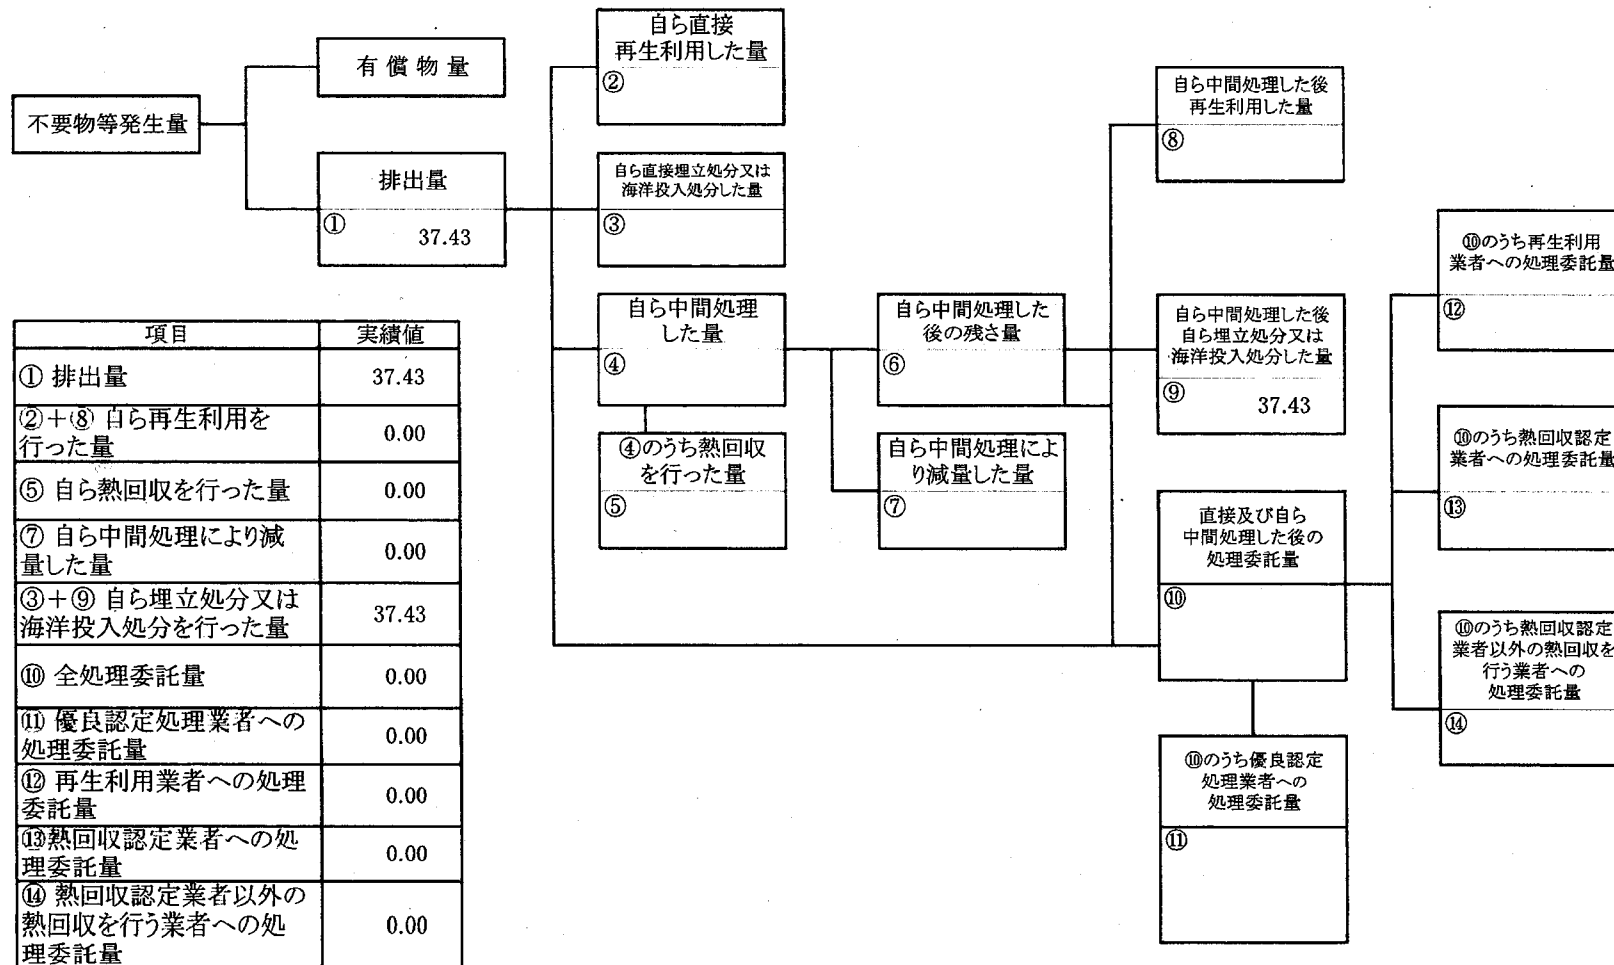 不要物等発生量
有償物量
排出量
①
37.43
自ら直接
再生利用した量
②
自ら直接埋立処分又は
海洋投入処分した量
③
自ら中間処理
した量
④
④のうち熱回収
を行った量
⑤
自ら中間処理した
後の残さ量
⑥
自ら中間処理によ
り減量した量
⑦
自ら中間処理した後
再生利用した量
⑧
自ら中間処理した後
自ら埋立処分又は
海洋投入処分した量
⑨
37.43
直接及び自ら
中間処理した後の
処理委託量
⑩
⑩のうち優良認定
処理業者への
処理委託量
⑪
⑩のうち再生利用
業者への処理委託量
⑫
⑩のうち熱回収認定
業者への処理委託量
⑬
⑩のうち熱回収認定
業者以外の熱回収を
行う業者への
処理委託量
⑭
項目 実績値
① 排出量 37.43
②+⑧ 自ら再生利用を
行った量 0.00
⑤ 自ら熱回収を行った量 0.00
⑦ 自ら中間処理により減
量した量 0.00
③+⑨ 自ら埋立処分又は
海洋投入処分を行った量 37.43
⑩ 全処理委託量 0.00
⑪ 優良認定処理業者への
処理委託量 0.00
⑫ 再生利用業者への処理
委託量 0.00
⑬熱回収認定業者への処
理委託量 0.00
⑭ 熱回収認定業者以外の
熱回収を行う業者への処
理委託量 0.00